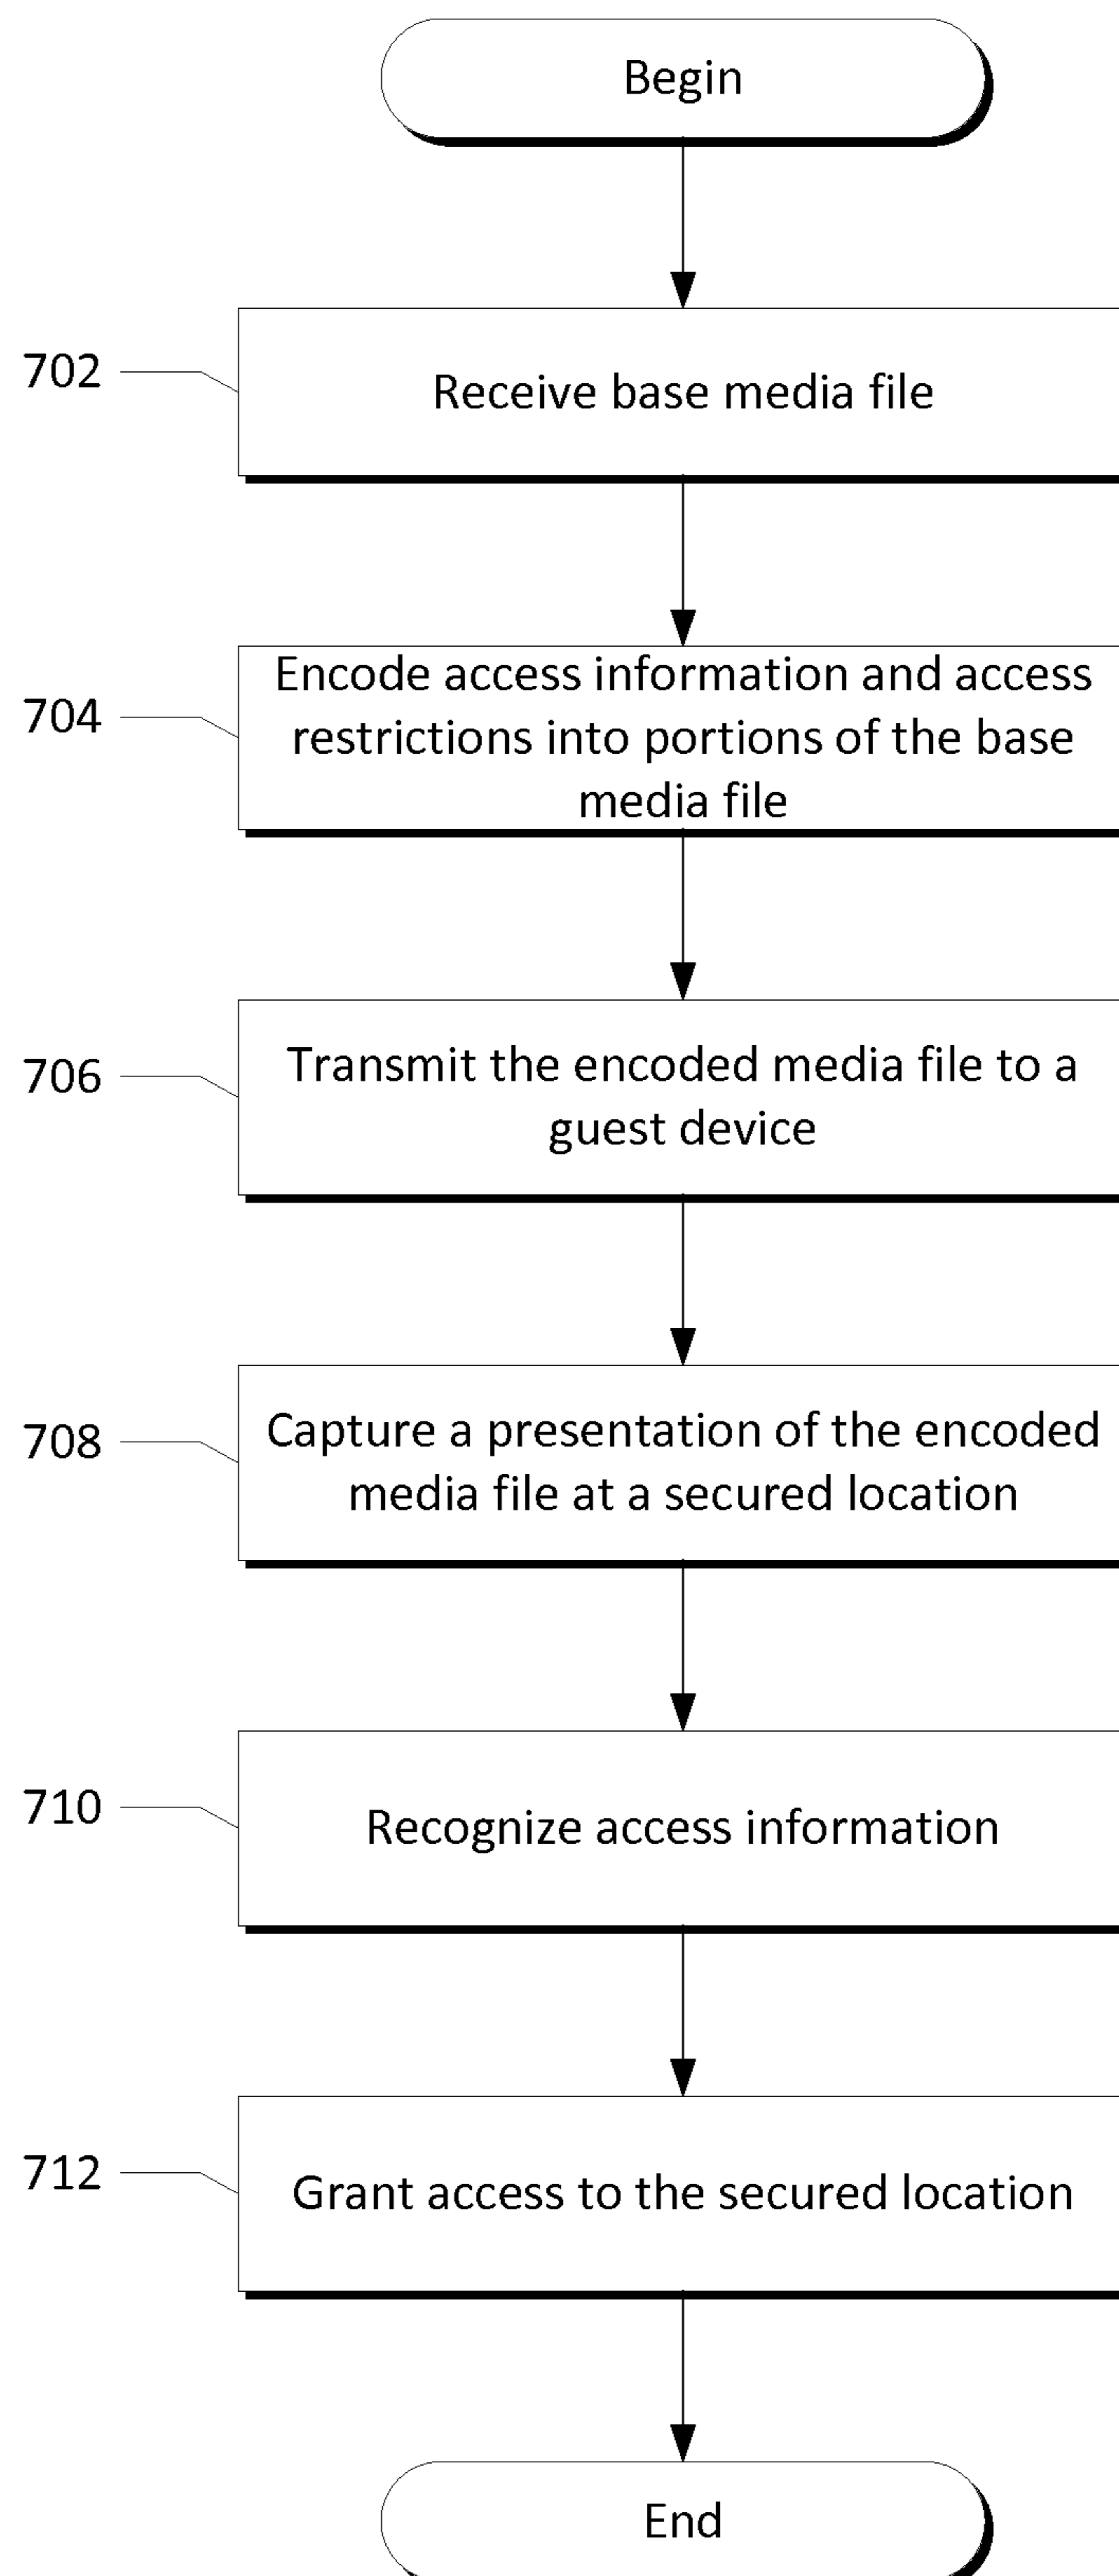 Begin
702
Receive base media file
704
Encode access information and access
restrictions into portions of the base
media file
706
Transmit the encoded media file to a
guest device
708
Capture a presentation of the encoded
media file at a secured location
710
Recognize access information
712
Grant access to the secured location
End